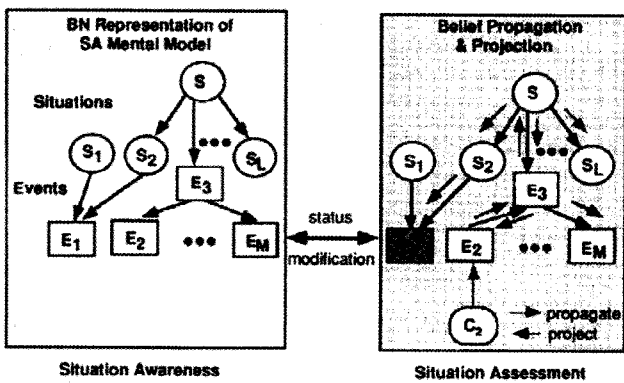 BN Representation of
SA Mental Model
S
Situations
S1
S2
SL
Events
E3
E1
E2
EM
Situation Awareness
status
modification
Belief Propagation
& Projection
S
S1
S2
SL
E3
E2
EM
C2
propagate
project
Situation Assessment